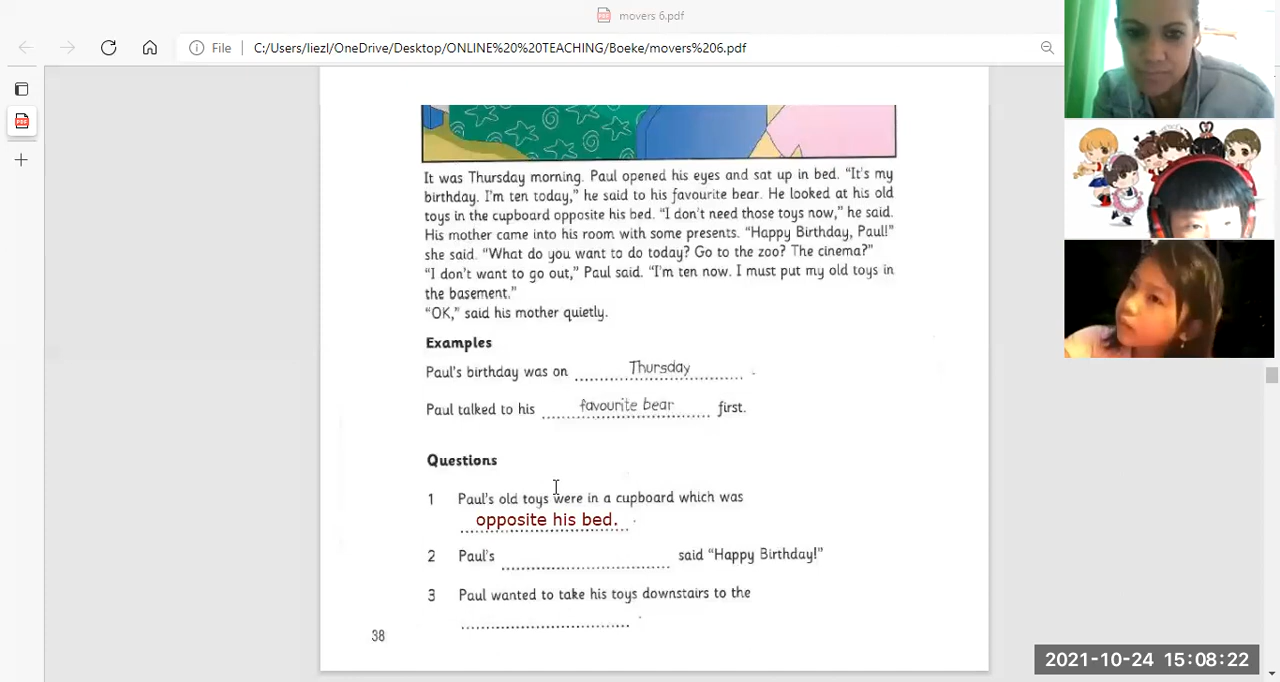 movers 6.pdf
File
C:/Users/liezl/OneDrive/Desktop/ONLINE%20%20TEACHING/Boeke/movers%206.pdf
It was Thursday morning. Paul opened his eyes and sat up in bed. “It's my
birthday. I'm ten today,” he said to his favourite bear. He looked at his old
toys in the cupboard opposite his bed. “I don't need those toys now,” he said.
His mother came into his room with some presents. “Happy Birthday, Paul!”
she said. “What do you want to do today? Go to the zoo? The cinema?”
“I don't want to go out,” Paul said. “I'm ten now. I must put my old toys in
the basement.”
“OK,” said his mother quietly.
Examples
Paul's birthday was on Thursday .
Paul talked to his favourite bear first.
Questions
1 Paul's old toys were in a cupboard which was
opposite his bed. .
2 Paul's said “Happy Birthday!”
3 Paul wanted to take his toys downstairs to the
.
38
2021-10-24 15:08:22